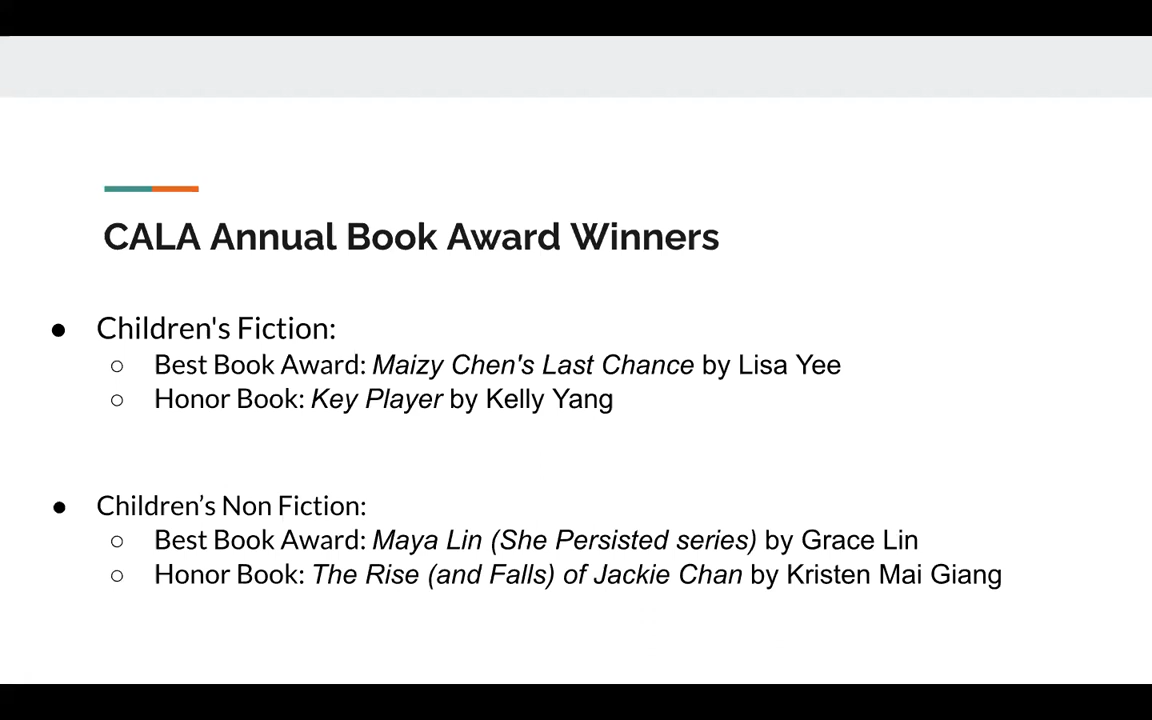 CALA Annual Book Award Winners
● Children's Fiction:
○ Best Book Award: Maizy Chen's Last Chance by Lisa Yee
○ Honor Book: Key Player by Kelly Yang
● Children’s Non Fiction:
○ Best Book Award: Maya Lin (She Persisted series) by Grace Lin
○ Honor Book: The Rise (and Falls) of Jackie Chan by Kristen Mai Giang